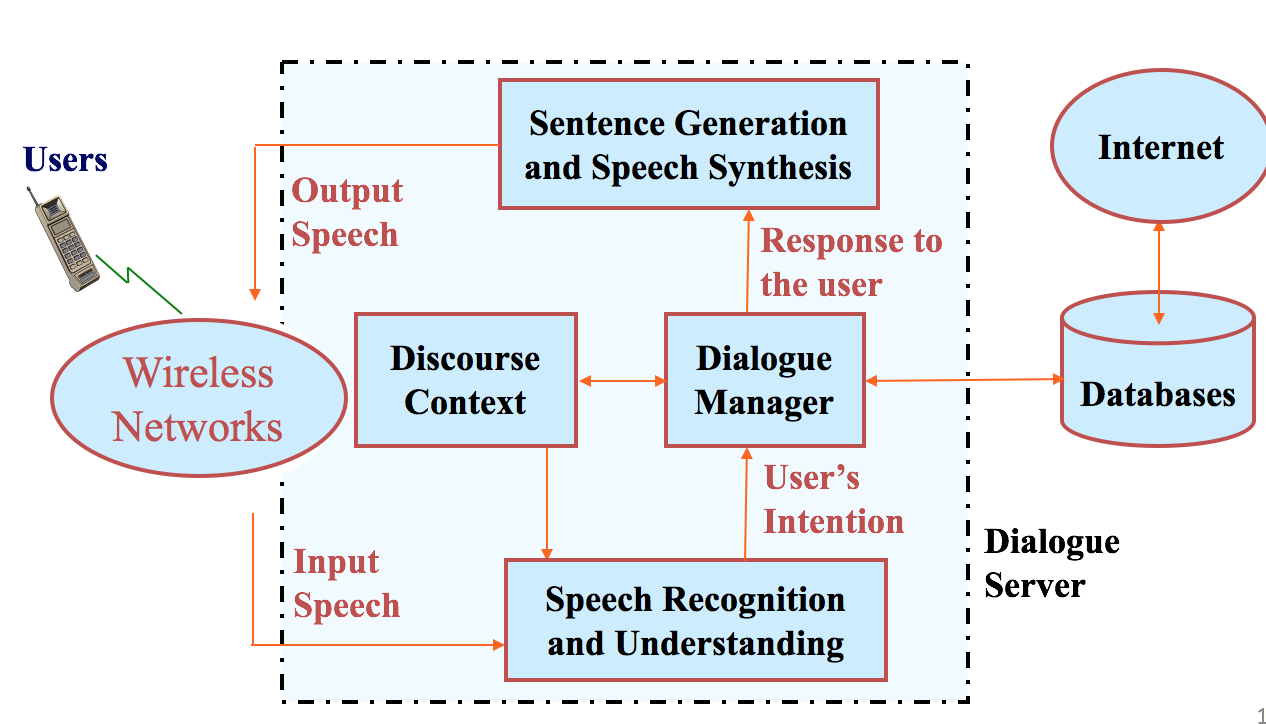 Sentence Generation
and Speech Synthesis
Internet
Users
Output
Speech
Response to
the user
Wireless
Networks
Discourse
Context
Dialogue
Manager
Databases
User’s
Intention
Input
Speech
Dialogue
Server
Speech Recognition
and Understanding
1